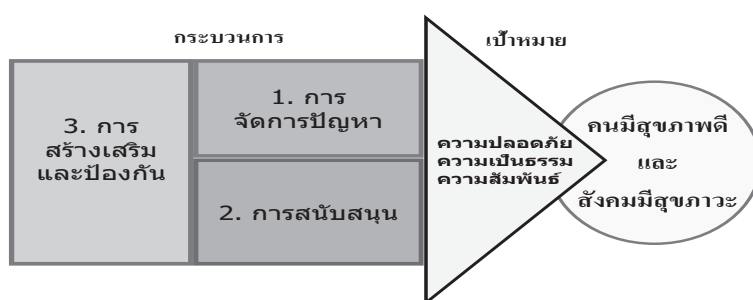 กระบวนการ
เป้าหมาย
3. การ
สร้างเสริม
และป้องกัน
1. การ
จัดการปัญหา
2. การสนับสนุน
ความปลอดภัย
ความเป็นธรรม
ความสัมพันธ์
คนมีสุขภาพดี
และ
สังคมมีสุขภาวะ